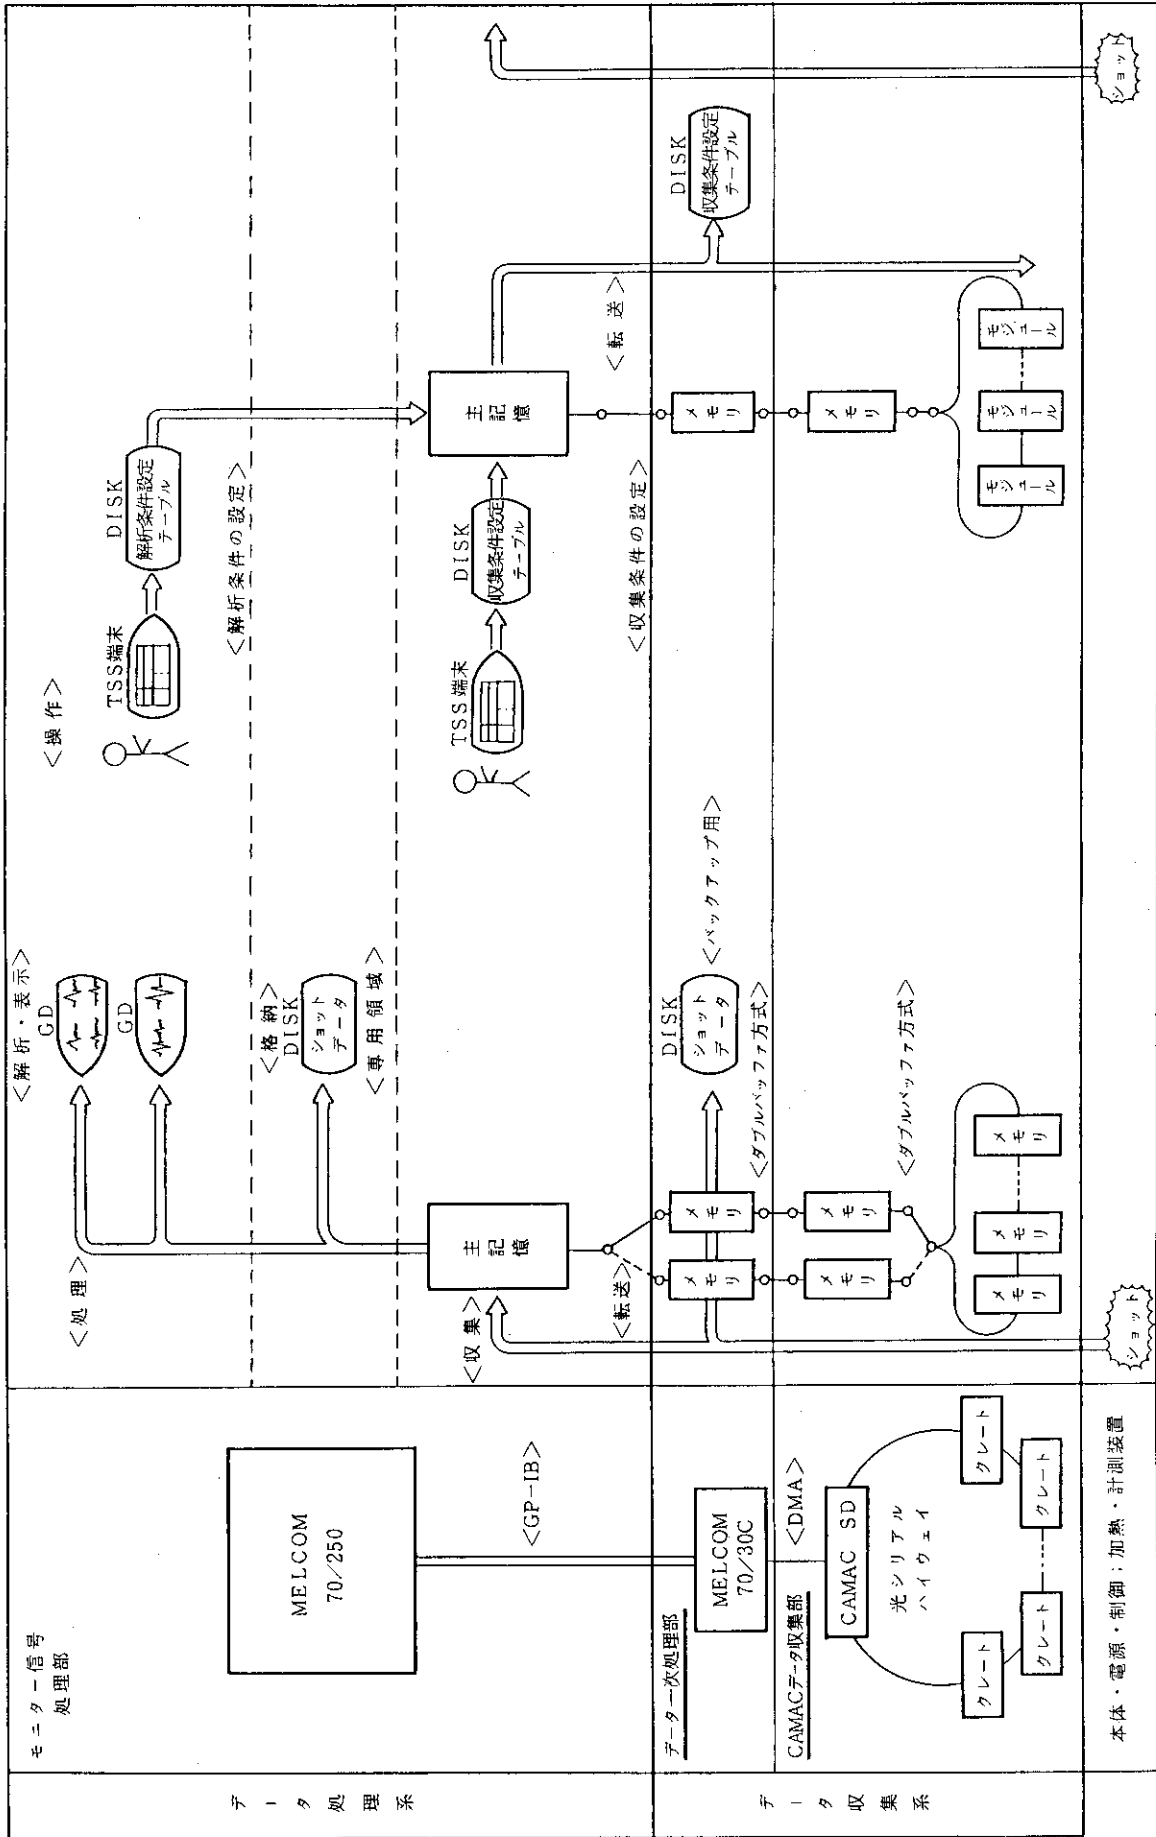 データ処理系
モニター信号
処理部
MELCOM
70/250
<GP-IB>
データ収集系
データ一次処理部
MELCOM
70/30C
<DMA>
CAMACデータ収集部
CAMAC SD
光シリアル
ハイウェイ
クレート
クレート
クレート
クレート
本体・電源・制御；加熱・計測装置
<解析・表示>
GD
GD
<処理>
<格納>
DISK
ショット
データ
<専用領域>
<収集>
主記憶
<転送>
メモリ
メモリ
DISK
ショット
データ
<バックアップ用>
<ダブルバッファ方式>
メモリ
メモリ
<ダブルバッファ方式>
メモリ
メモリ
メモリ
ショット
<操作>
TSS端末
DISK
解析条件設定
テーブル
<解析条件の設定>
TSS端末
DISK
収集条件設定
テーブル
主記憶
<収集条件の設定>
<転送>
メモリ
DISK
収集条件設定
テーブル
メモリ
モジュール
モジュール
モジュール
ショット